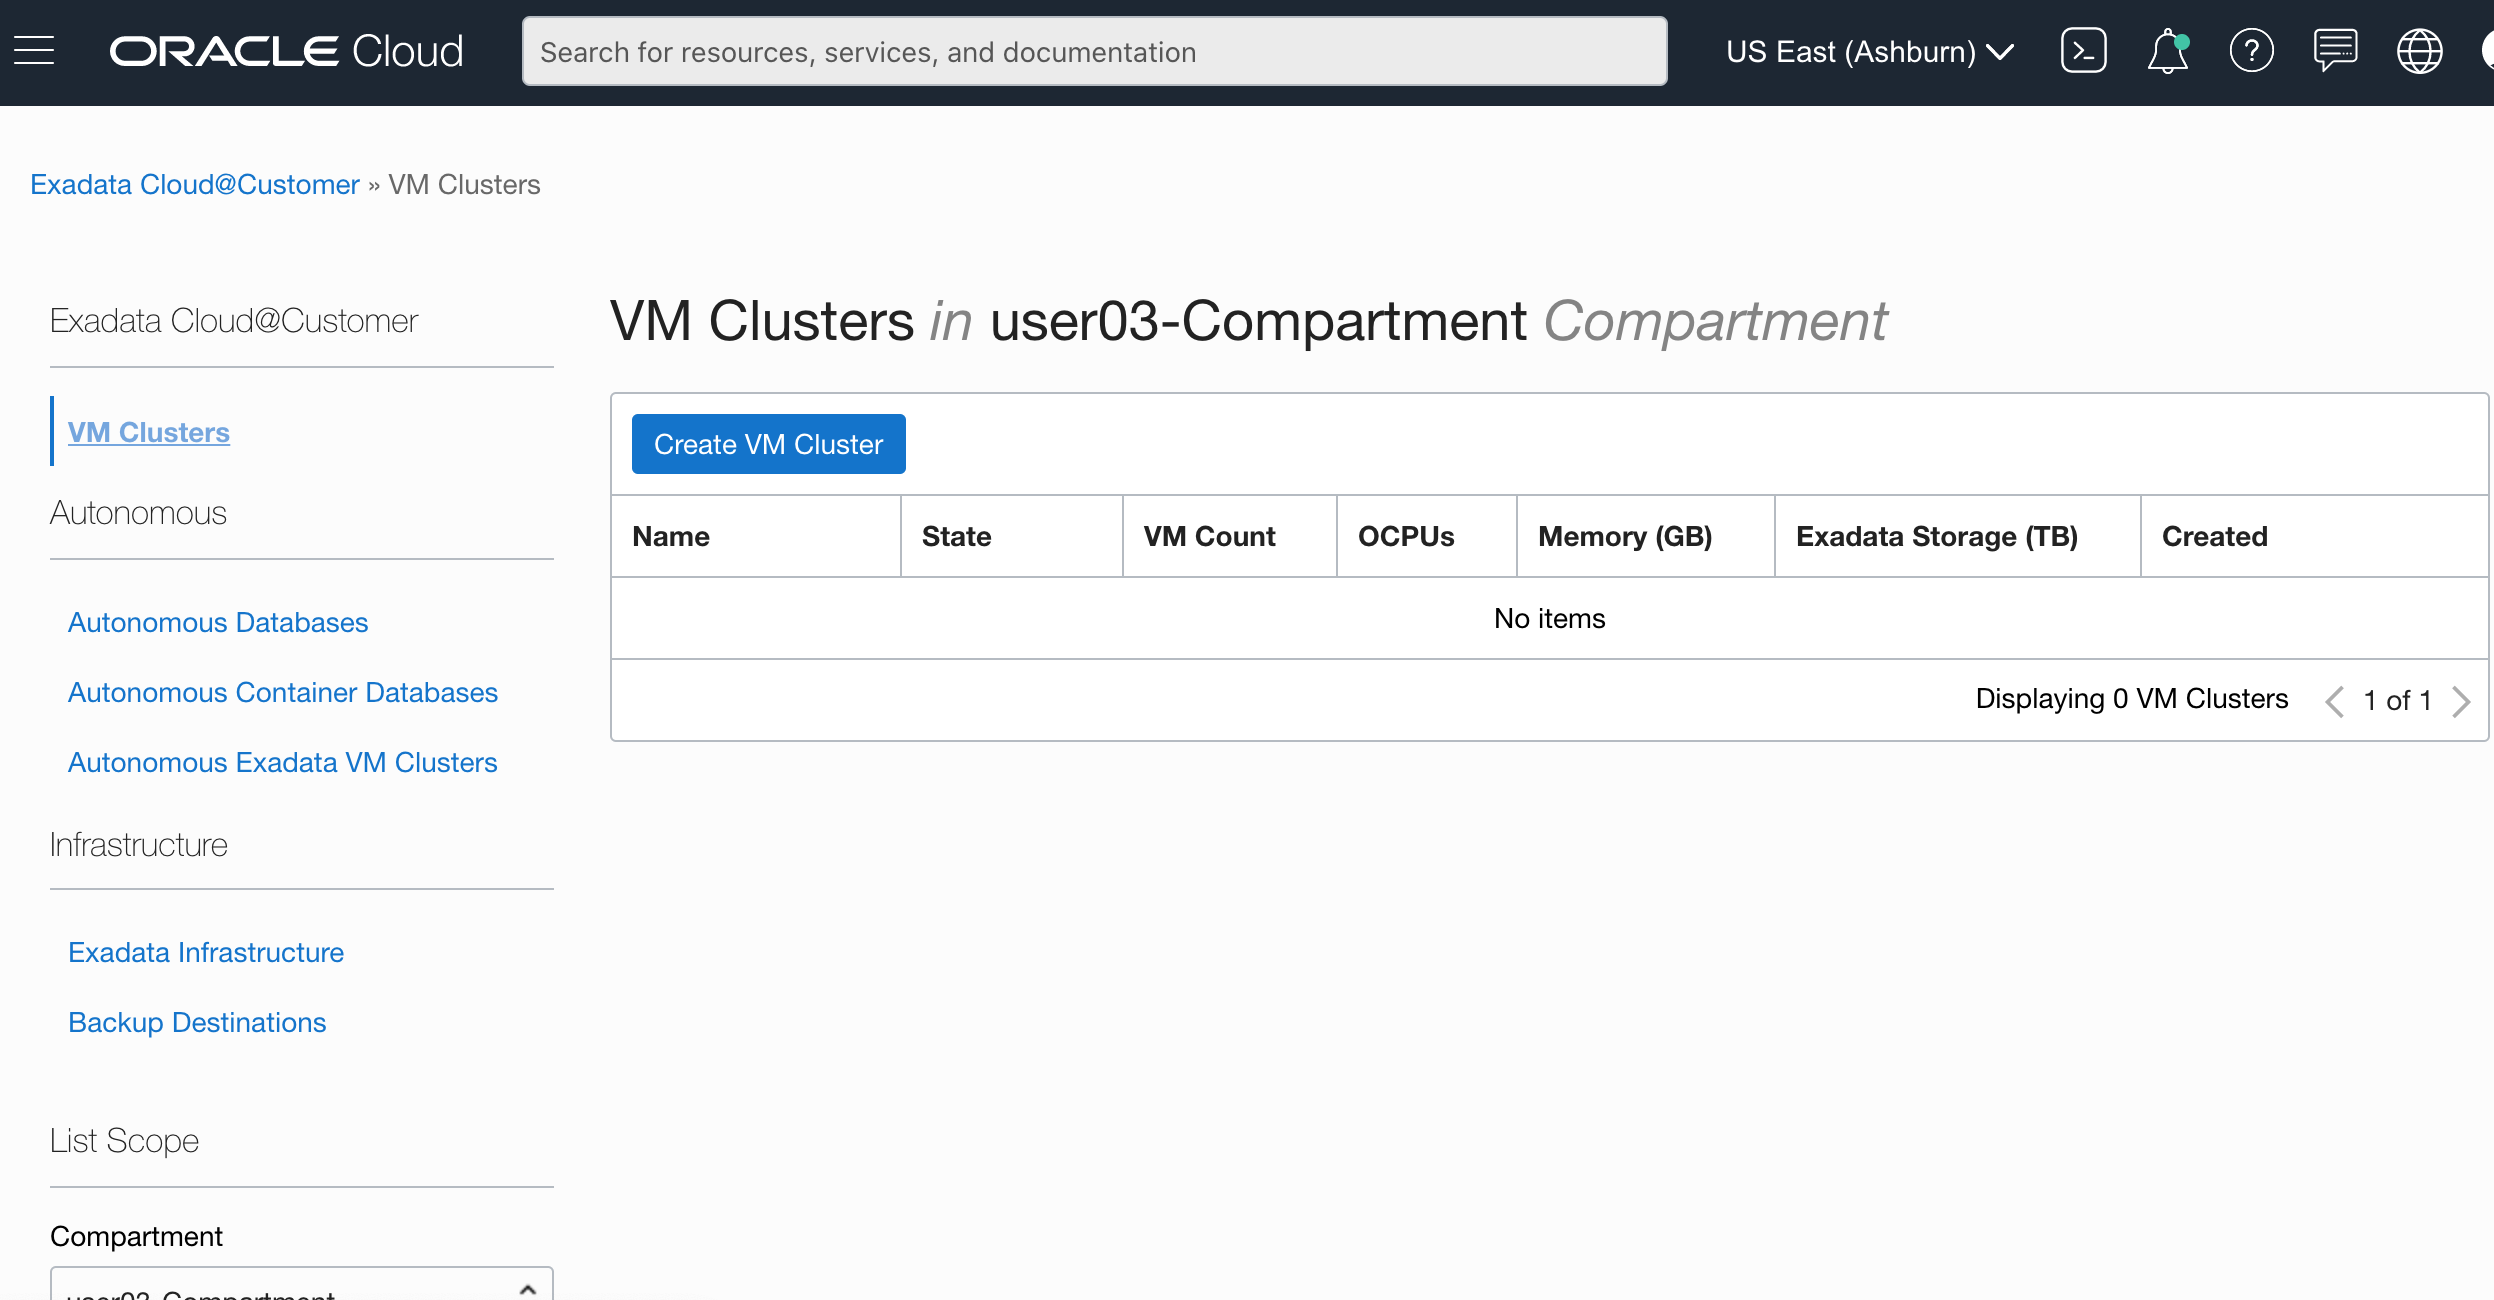 ORACLE Cloud
Search for resources, services, and documentation
US East (Ashburn)
Exadata Cloud@Customer » VM Clusters
Exadata Cloud@Customer
VM Clusters
Autonomous
Autonomous Databases
Autonomous Container Databases
Autonomous Exadata VM Clusters
Infrastructure
Exadata Infrastructure
Backup Destinations
List Scope
Compartment
user03-Compartment
VM Clusters in user03-Compartment Compartment
Create VM Cluster
Name State VM Count OCPUs Memory (GB) Exadata Storage (TB) Created
No items
Displaying 0 VM Clusters 1 of 1